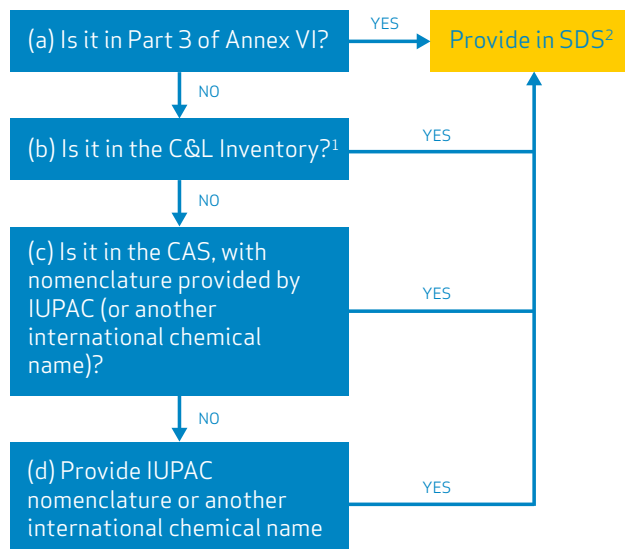 (a) Is it in Part 3 of Annex VI?
YES
Provide in SDS²
NO
(b) Is it in the C&L Inventory?¹
YES
NO
(c) Is it in the CAS, with
nomenclature provided by
IUPAC (or another
international chemical
name)?
YES
NO
(d) Provide IUPAC
nomenclature or another
international chemical name
YES